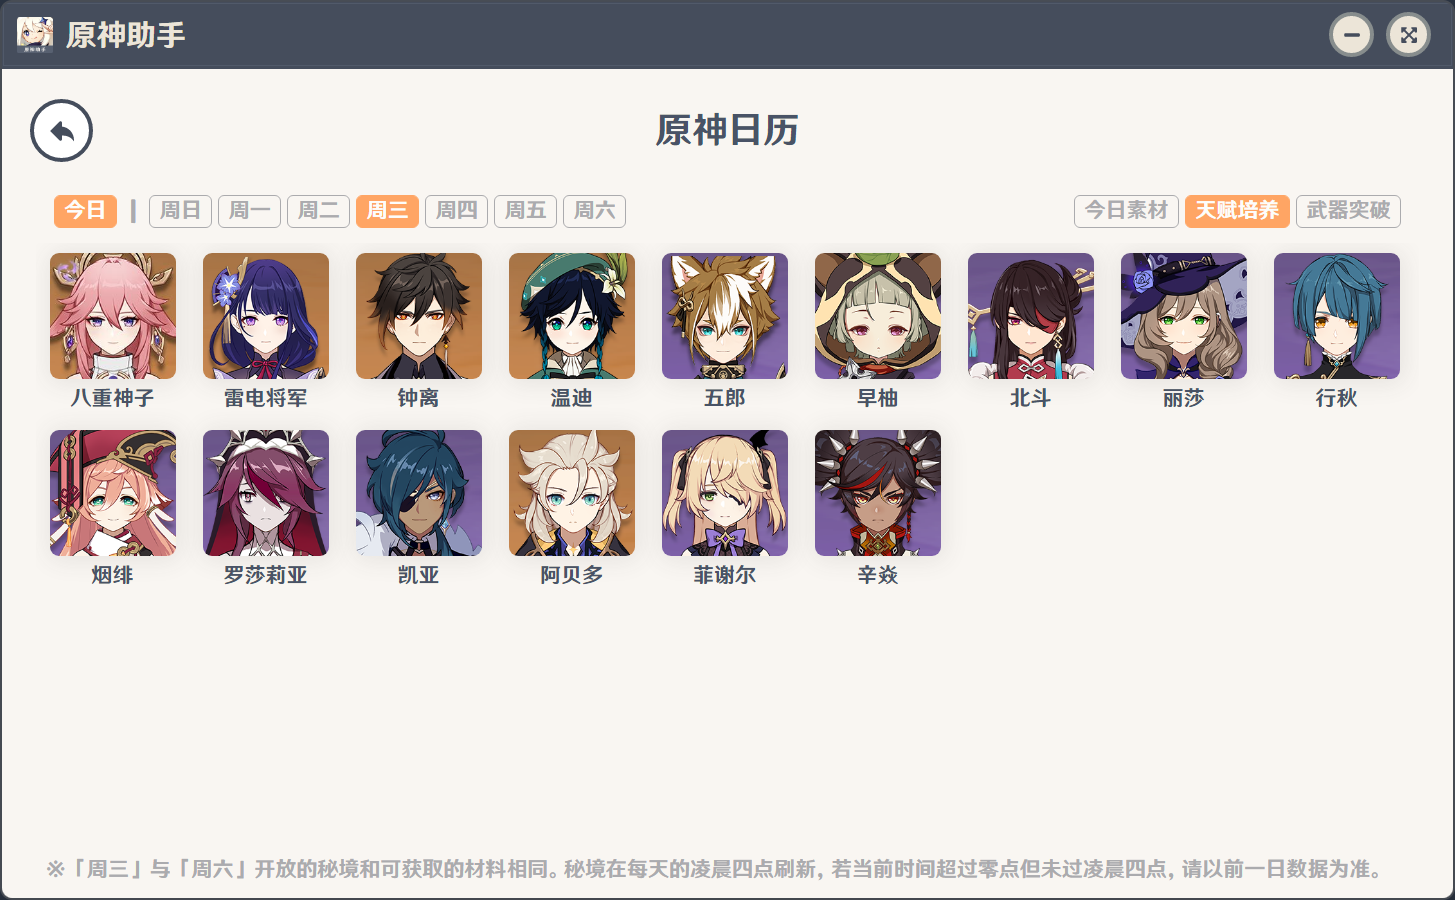 原神助手
原神日历
今日 | 周日 周一 周二 周三 周四 周五 周六 今日素材 天赋培养 武器突破
八重神子 雷电将军 钟离 温迪 五郎 早柚 北斗 丽莎 行秋
烟绯 罗莎莉亚 凯亚 阿贝多 菲谢尔 辛焱
※「周三」与「周六」开放的秘境和可获取的材料相同。秘境在每天的凌晨四点刷新，若当前时间超过零点但未过凌晨四点，请以前一日数据为准。